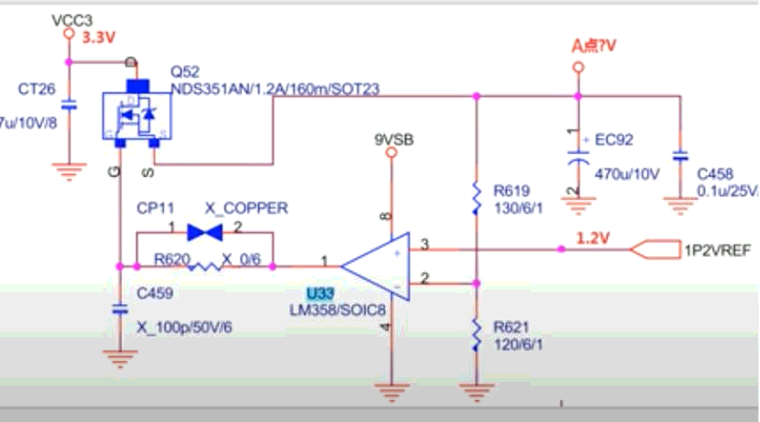 VCC3
3.3V
A点?V
D
Q52
NDS351AN/1.2A/160m/SOT23
CT26
7u/10V/8
D
G
S
G
S
9VSB
1
+
EC92
470u/10V
2
C458
0.1u/25V
R619
130/6/1
CP11
X_COPPER
1
2
8
R620
X_0/6
1
3
+
1.2V
1P2VREF
2
-
U33
LM358/SOIC8
4
C459
X_100p/50V/6
R621
120/6/1